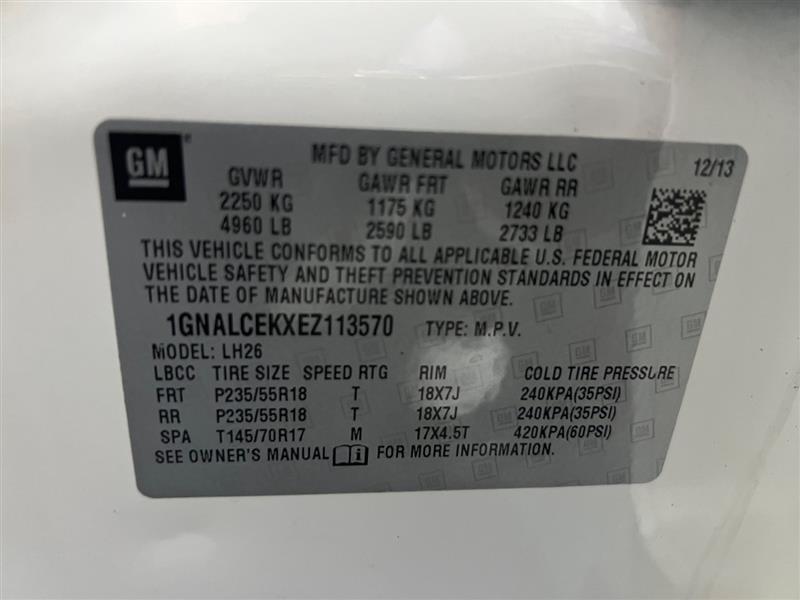 GM
MFD BY GENERAL MOTORS LLC 12/13
GVWR GAWR FRT GAWR RR
2250 KG 1175 KG 1240 KG
4960 LB 2590 LB 2733 LB
THIS VEHICLE CONFORMS TO ALL APPLICABLE U.S. FEDERAL MOTOR
VEHICLE SAFETY AND THEFT PREVENTION STANDARDS IN EFFECT ON
THE DATE OF MANUFACTURE SHOWN ABOVE.
1GNALCEKXEZ113570 TYPE: M.P.V.
MODEL: LH26
LBCC TIRE SIZE SPEED RTG RIM COLD TIRE PRESSURE
FRT P235/55R18 T 18X7J 240KPA(35PSI)
RR P235/55R18 T 18X7J 240KPA(35PSI)
SPA T145/70R17 M 17X4.5T 420KPA(60PSI)
SEE OWNER'S MANUAL FOR MORE INFORMATION.